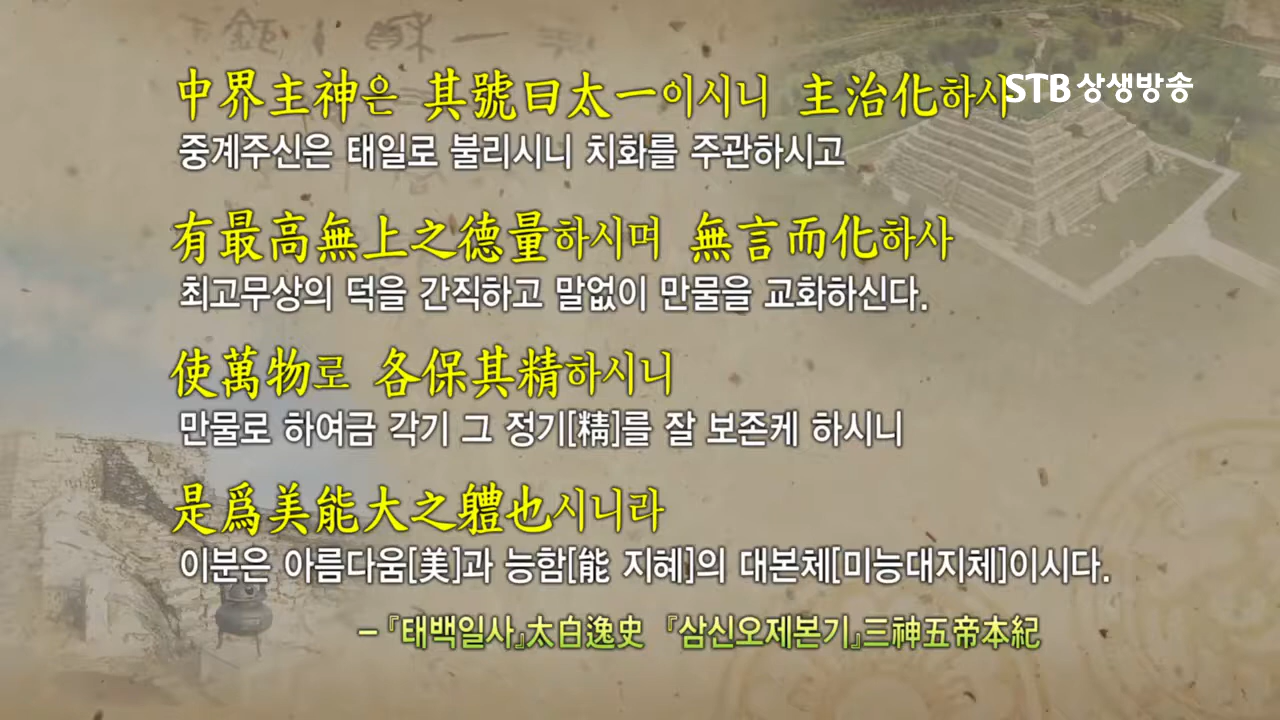 中界主神은 其號曰太一이시니 主治化하사
STB 상생방송
중계주신은 태일로 불리시니 치화를 주관하시고
有最高無上之德量하시며 無言而化하사
최고무상의 덕을 간직하고 말없이 만물을 교화하신다.
使萬物로 各保其精하시니
만물로 하여금 각기 그 정기[精]를 잘 보존케 하시니
是爲美能大之軆也시니라
이분은 아름다움[美]과 능함[能 지혜]의 대본체[미능대지체]이시다.
-『태백일사』太白逸史 『삼신오제본기』三神五帝本紀